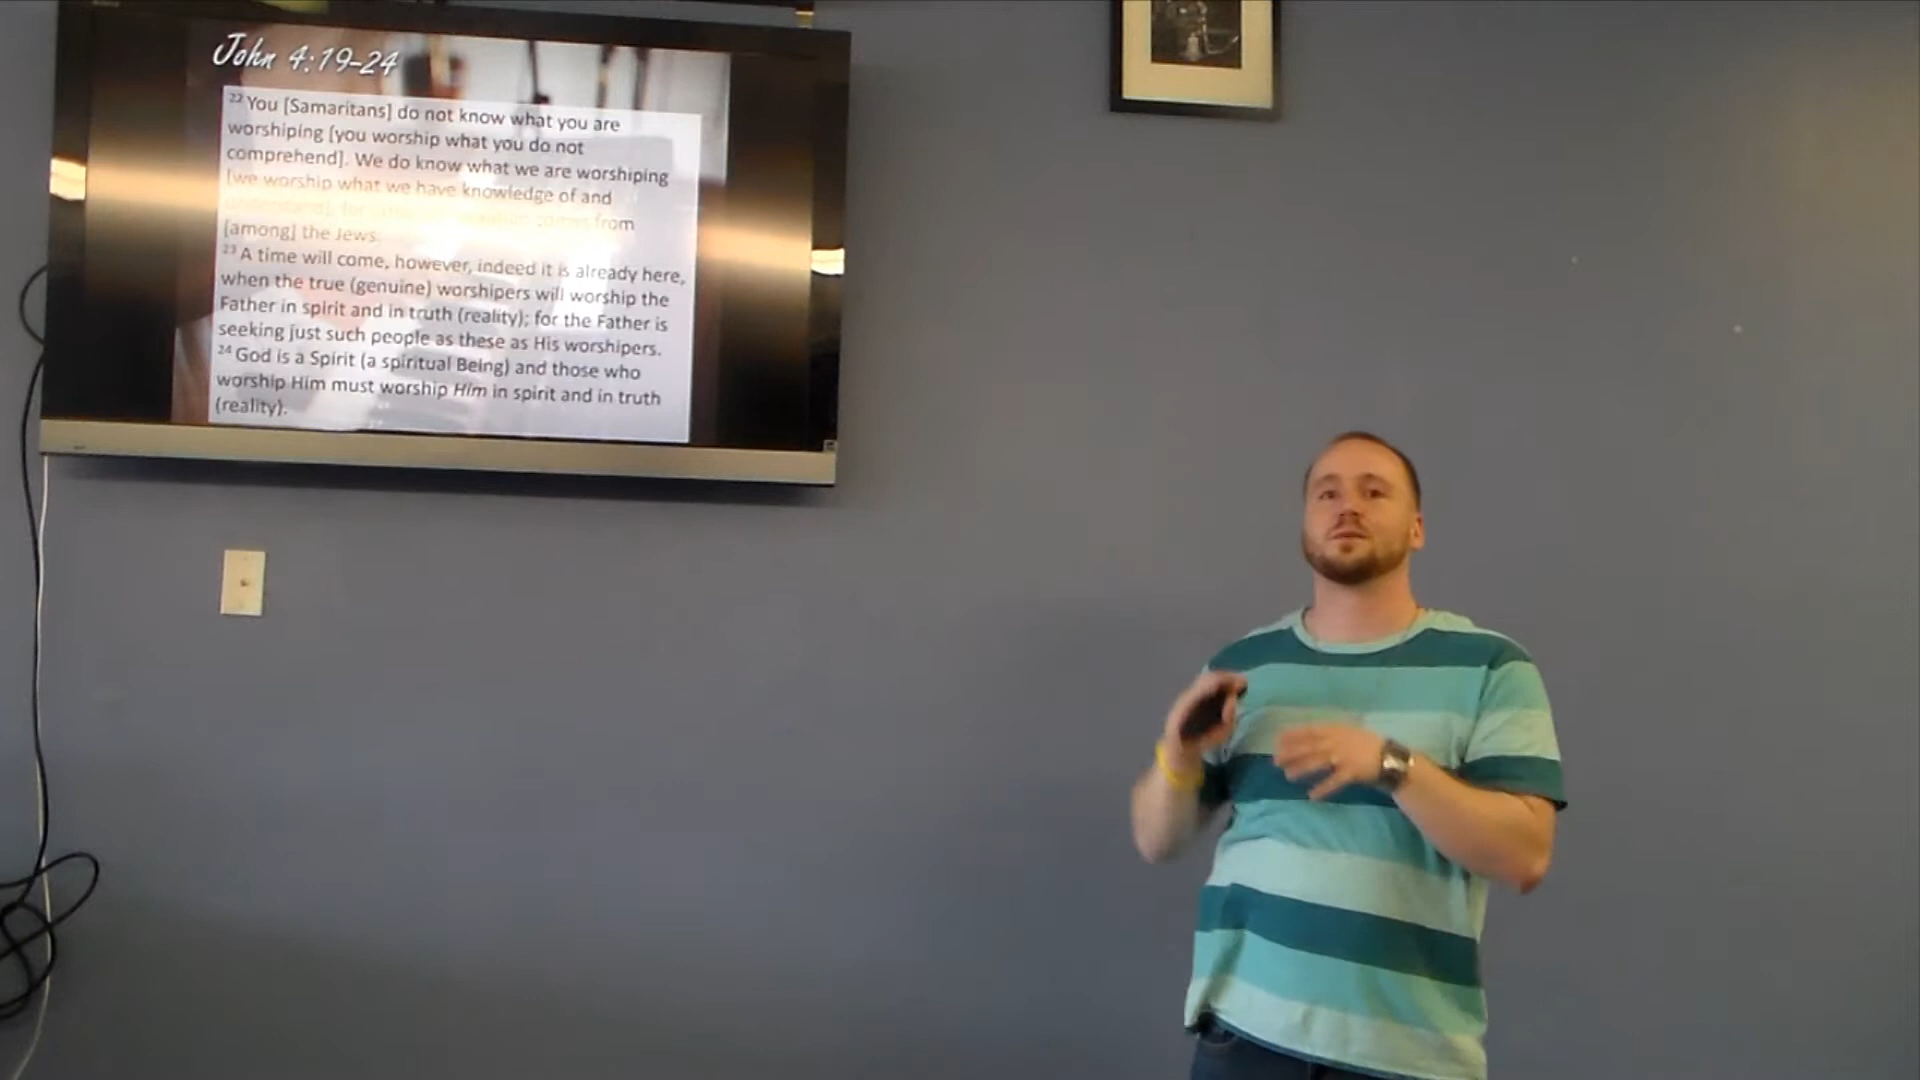 John 4:19-24
22 You [Samaritans] do not know what you are
worshiping [you worship what you do not
comprehend]. We do know what we are worshiping
[we worship what we have knowledge of and
understand], for salvation comes from
[among] the Jews.
23 A time will come, however, indeed it is already here,
when the true (genuine) worshipers will worship the
Father in spirit and in truth (reality); for the Father is
seeking just such people as these as His worshipers.
24 God is a Spirit (a spiritual Being) and those who
worship Him must worship Him in spirit and in truth
(reality).